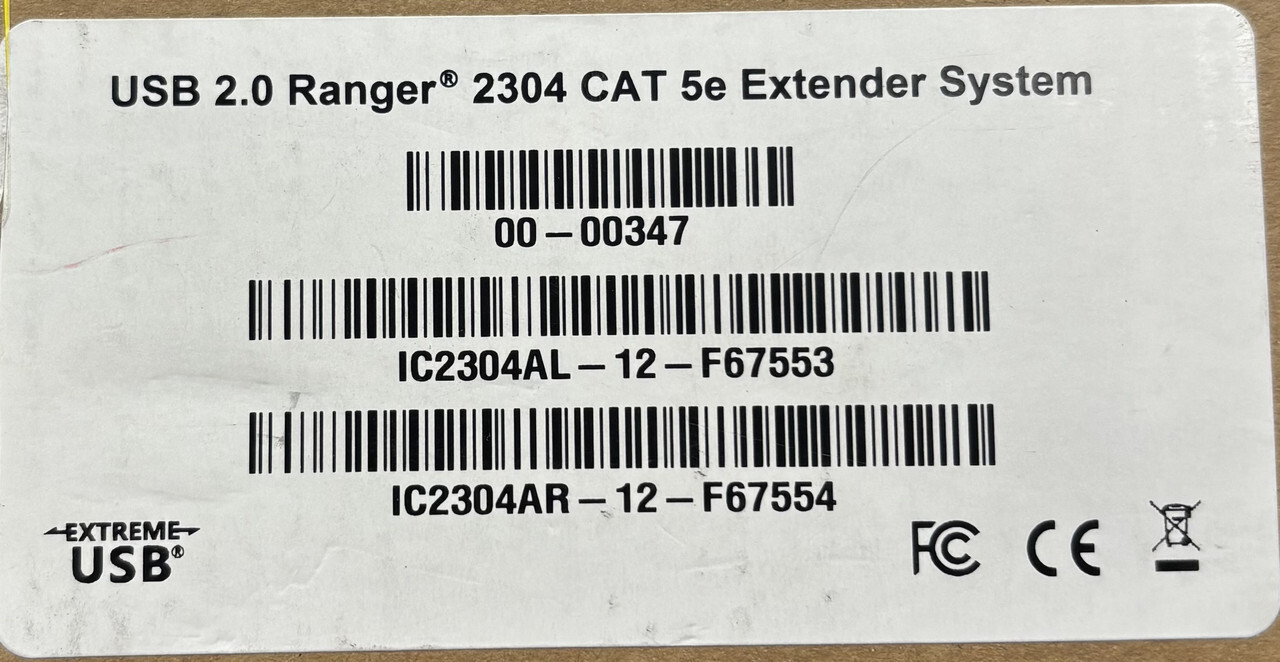 USB 2.0 Ranger® 2304 CAT 5e Extender System
00-00347
IC2304AL-12-F67553
IC2304AR-12-F67554
EXTREME
USB®
FC CE